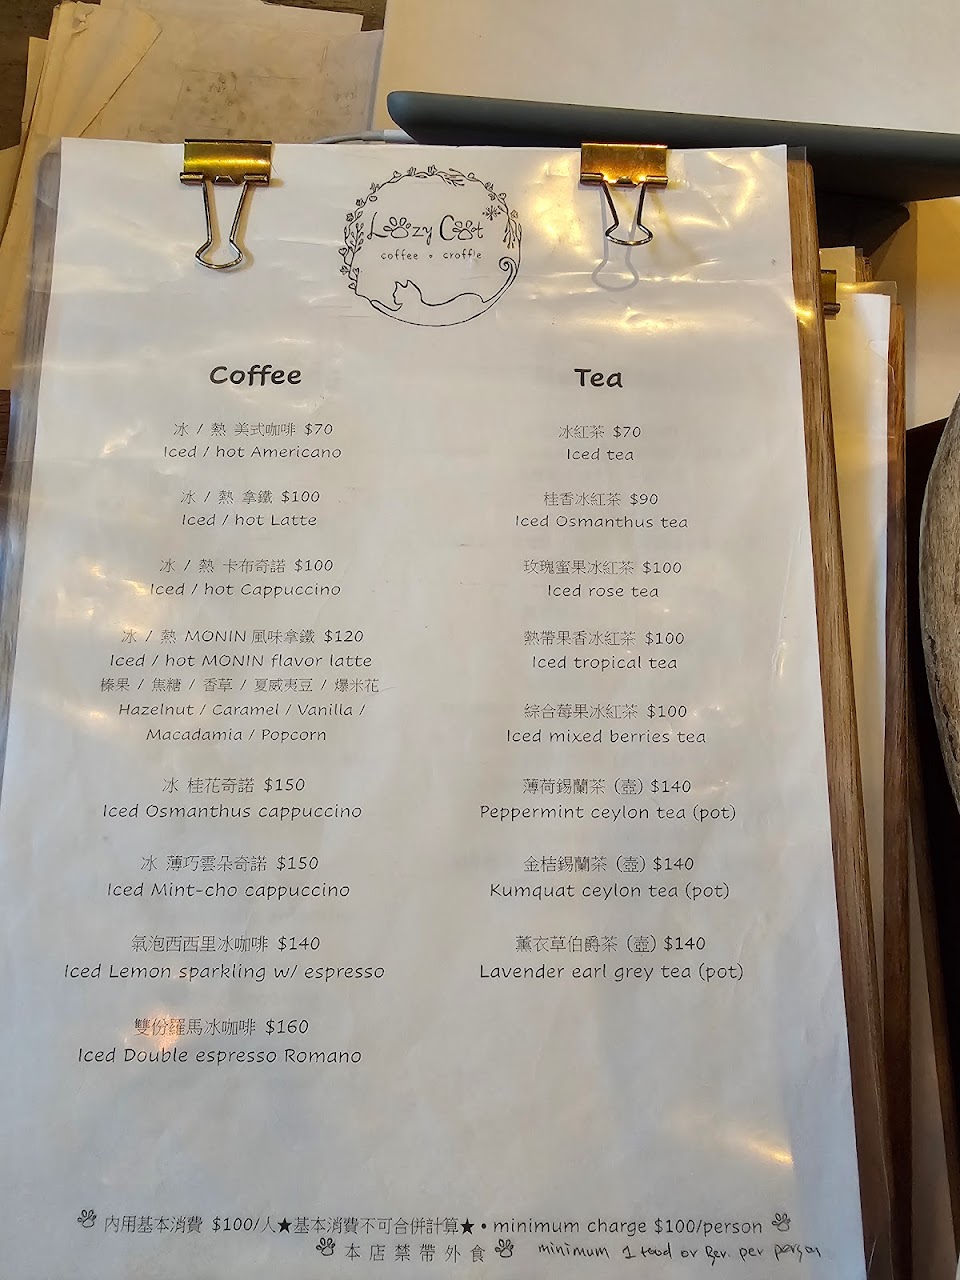 Lazy Cat
coffee • croffle
Coffee
冰 / 熱 美式咖啡 $70
Iced / hot Americano
冰 / 熱 拿鐵 $100
Iced / hot Latte
冰 / 熱 卡布奇諾 $100
Iced / hot Cappuccino
冰 / 熱 MONIN 風味拿鐵 $120
Iced / hot MONIN flavor latte
榛果 / 焦糖 / 香草 / 夏威夷豆 / 爆米花
Hazelnut / Caramel / Vanilla /
Macadamia / Popcorn
冰 桂花奇諾 $150
Iced Osmanthus cappuccino
冰 薄巧雲朵奇諾 $150
Iced Mint-cho cappuccino
氣泡西西里冰咖啡 $140
Iced Lemon sparkling w/ espresso
雙份羅馬冰咖啡 $160
Iced Double espresso Romano
Tea
冰紅茶 $70
Iced tea
桂香冰紅茶 $90
Iced Osmanthus tea
玫瑰蜜果冰紅茶 $100
Iced rose tea
熱帶果香冰紅茶 $100
Iced tropical tea
綜合莓果冰紅茶 $100
Iced mixed berries tea
薄荷錫蘭茶 (壺) $140
Peppermint ceylon tea (pot)
金桔錫蘭茶 (壺) $140
Kumquat ceylon tea (pot)
薰衣草伯爵茶 (壺) $140
Lavender earl grey tea (pot)
內用基本消費 $100/人★基本消費不可合併計算★ • minimum charge $100/person
本店禁帶外食 minimum 1 food or Bev. per person